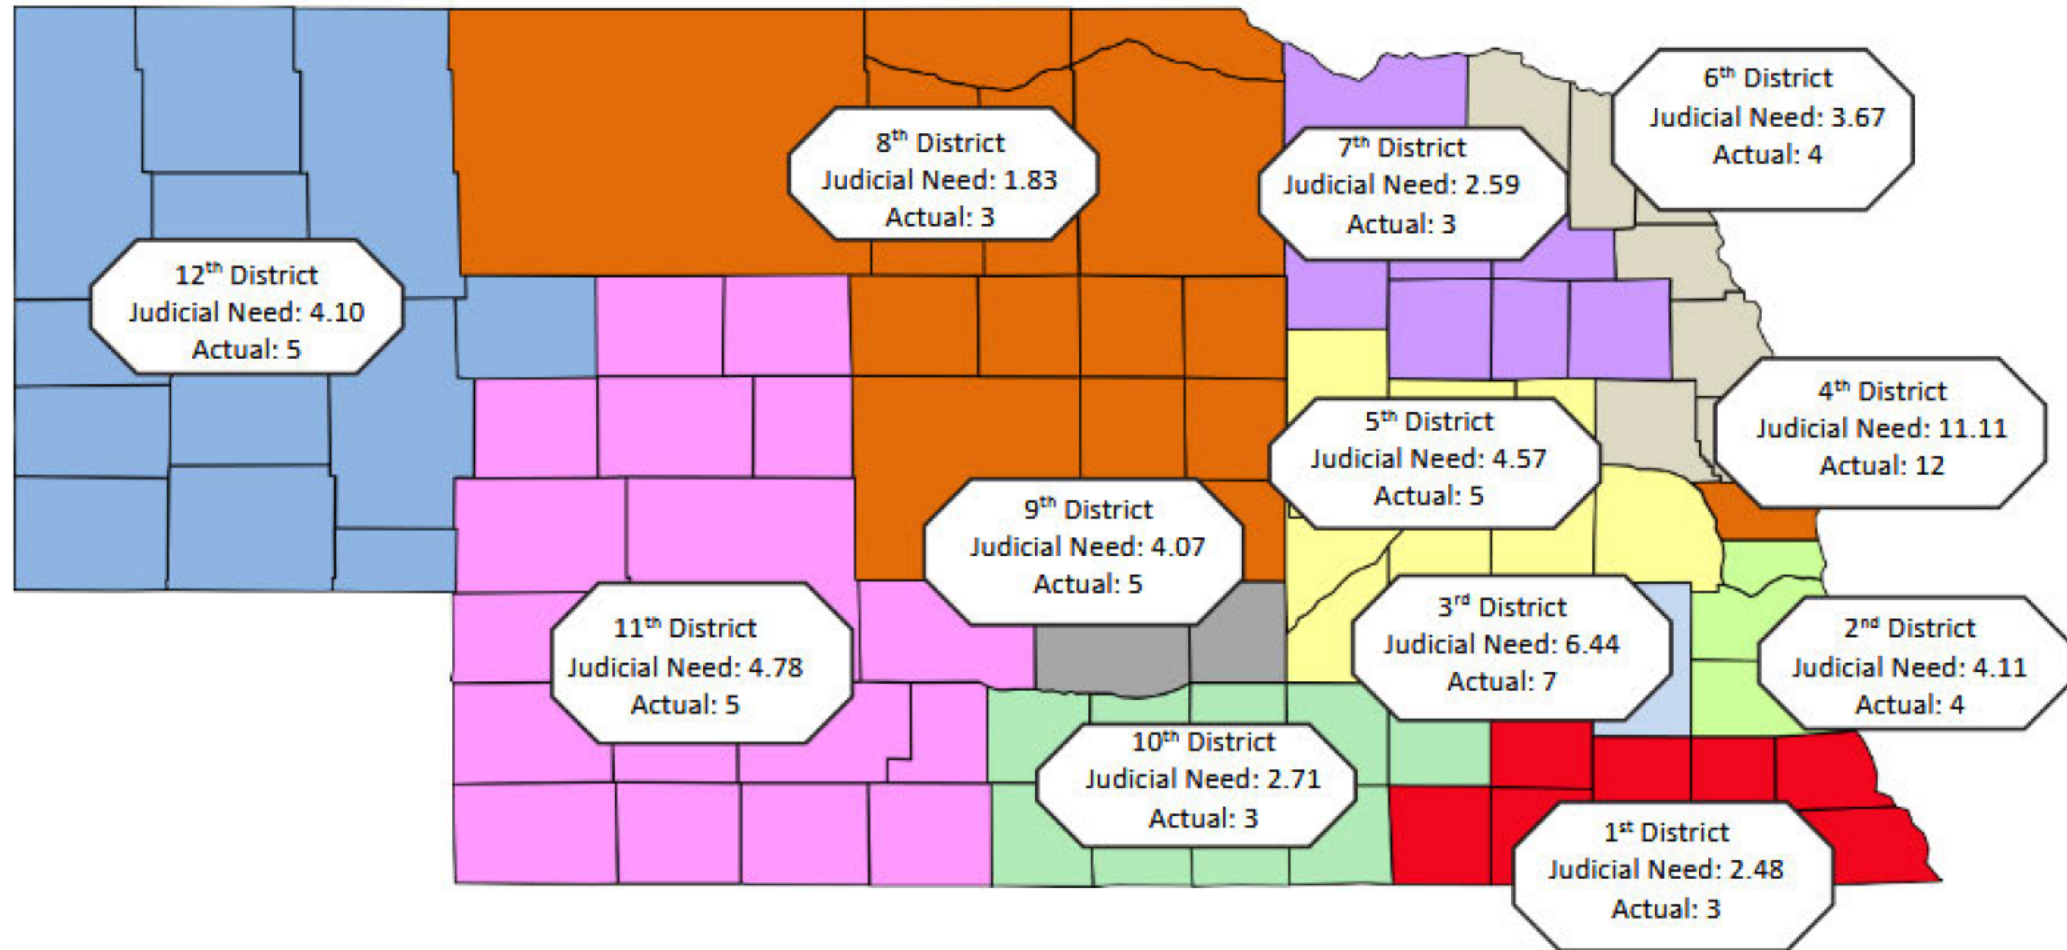 6th District
Judicial Need: 3.67
Actual: 4
8th District
Judicial Need: 1.83
Actual: 3
7th District
Judicial Need: 2.59
Actual: 3
12th District
Judicial Need: 4.10
Actual: 5
4th District
Judicial Need: 11.11
Actual: 12
5th District
Judicial Need: 4.57
Actual: 5
9th District
Judicial Need: 4.07
Actual: 5
3rd District
Judicial Need: 6.44
Actual: 7
11th District
Judicial Need: 4.78
Actual: 5
2nd District
Judicial Need: 4.11
Actual: 4
10th District
Judicial Need: 2.71
Actual: 3
1st District
Judicial Need: 2.48
Actual: 3